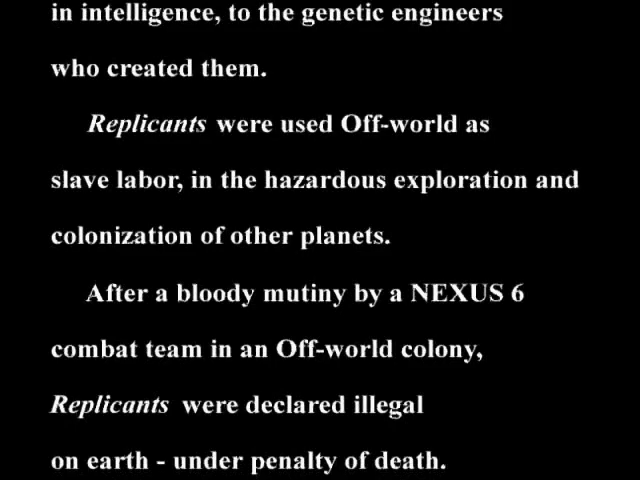 in intelligence, to the genetic engineers
who created them.
Replicants were used Off-world as
slave labor, in the hazardous exploration and
colonization of other planets.
After a bloody mutiny by a NEXUS 6
combat team in an Off-world colony,
Replicants were declared illegal
on earth - under penalty of death.